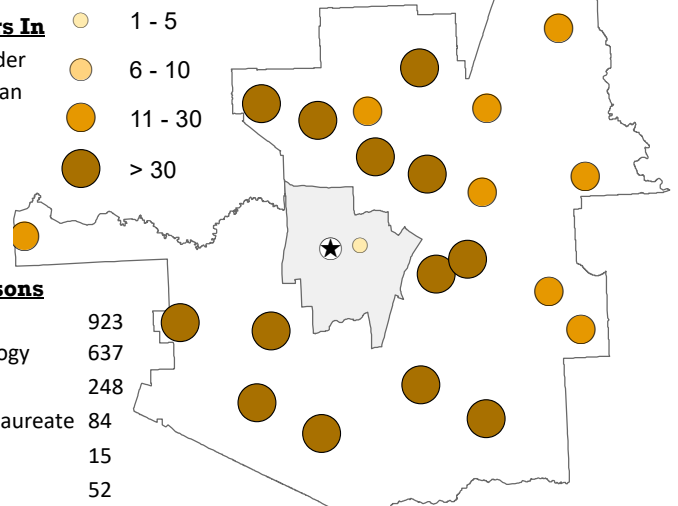 rs In
1 - 5
der
6 - 10
an
11 - 30
> 30
sons
923
ogy 637
248
aureate 84
15
52